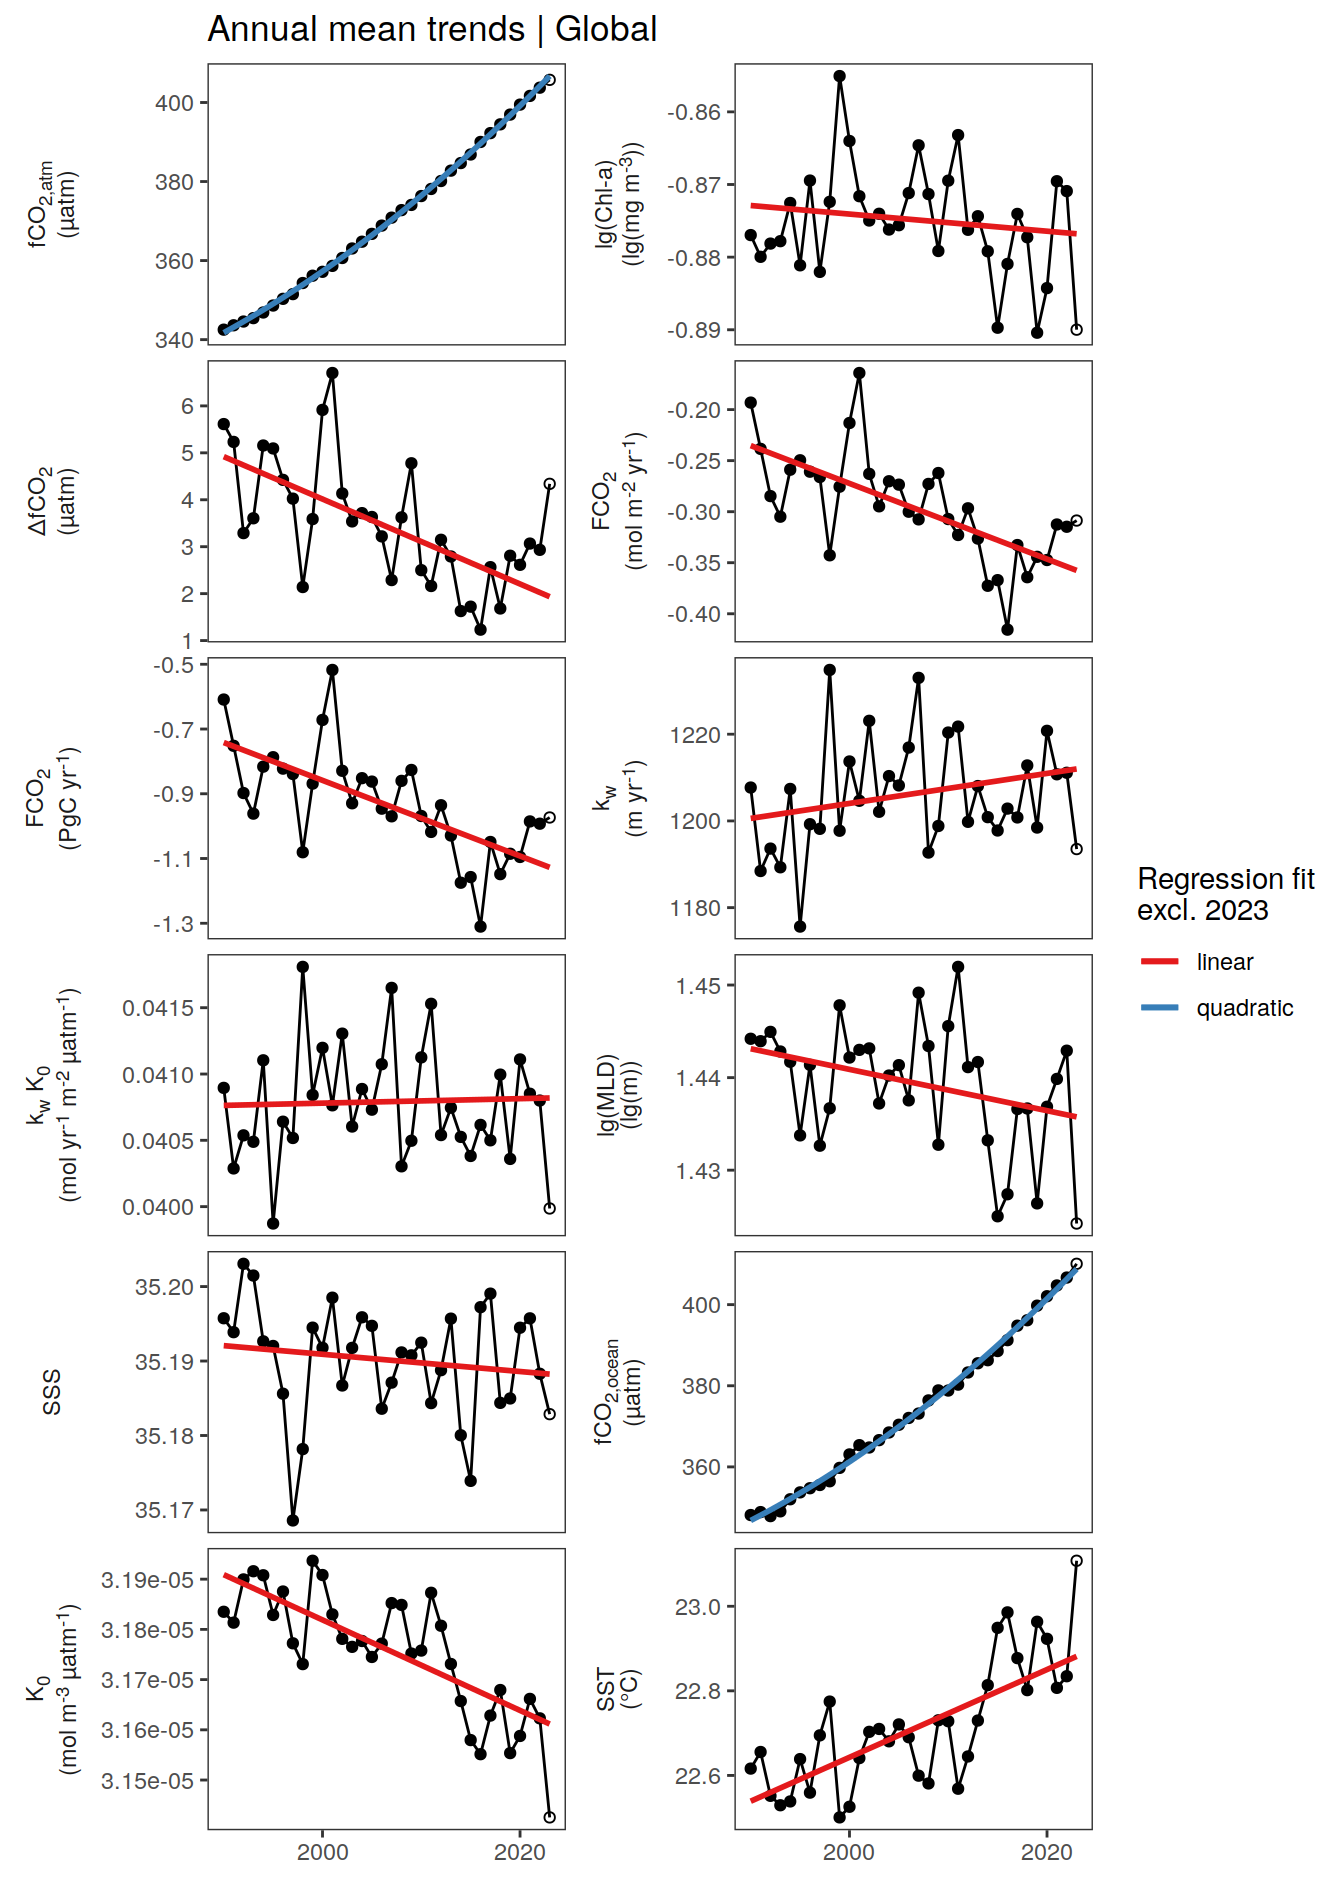 Annual mean trends | Global
fCO2,atm
(µatm)
400
380
360
340
lg(Chl-a)
(lg(mg m-3))
-0.86
-0.87
-0.88
-0.89
ΔfCO2
(µatm)
6
5
4
3
2
1
FCO2
(mol m-2 yr-1)
-0.20
-0.25
-0.30
-0.35
-0.40
FCO2
(PgC yr-1)
-0.5
-0.7
-0.9
-1.1
-1.3
kw
(m yr-1)
1220
1200
1180
kw K0
(mol yr-1 m-2 µatm-1)
0.0415
0.0410
0.0405
0.0400
lg(MLD)
(lg(m))
1.45
1.44
1.43
SSS
35.20
35.19
35.18
35.17
fCO2,ocean
(µatm)
400
380
360
K0
(mol m-3 µatm-1)
3.19e-05
3.18e-05
3.17e-05
3.16e-05
3.15e-05
SST
(°C)
23.0
22.8
22.6
2000 2020
2000 2020
Regression fit
excl. 2023
linear
quadratic